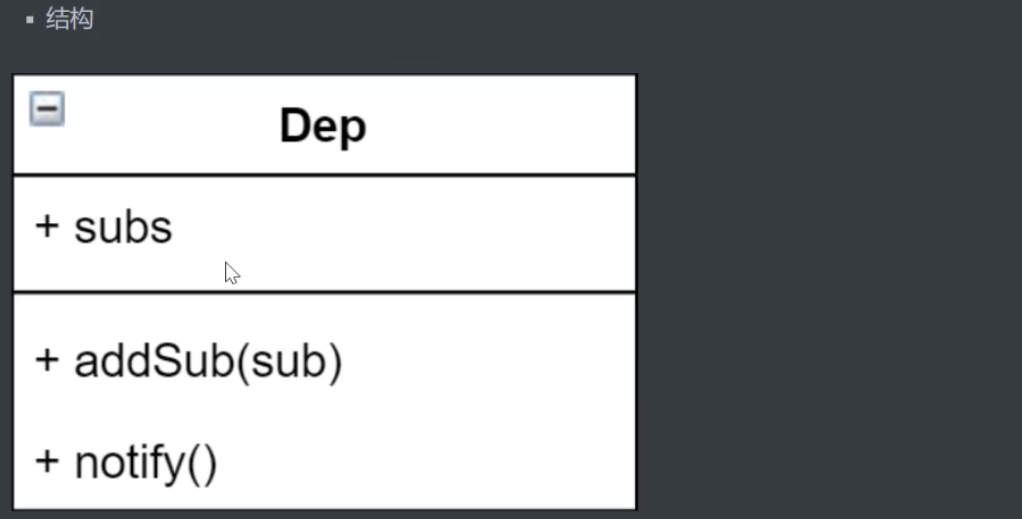 结构
Dep
+ subs
+ addSub(sub)
+ notify()